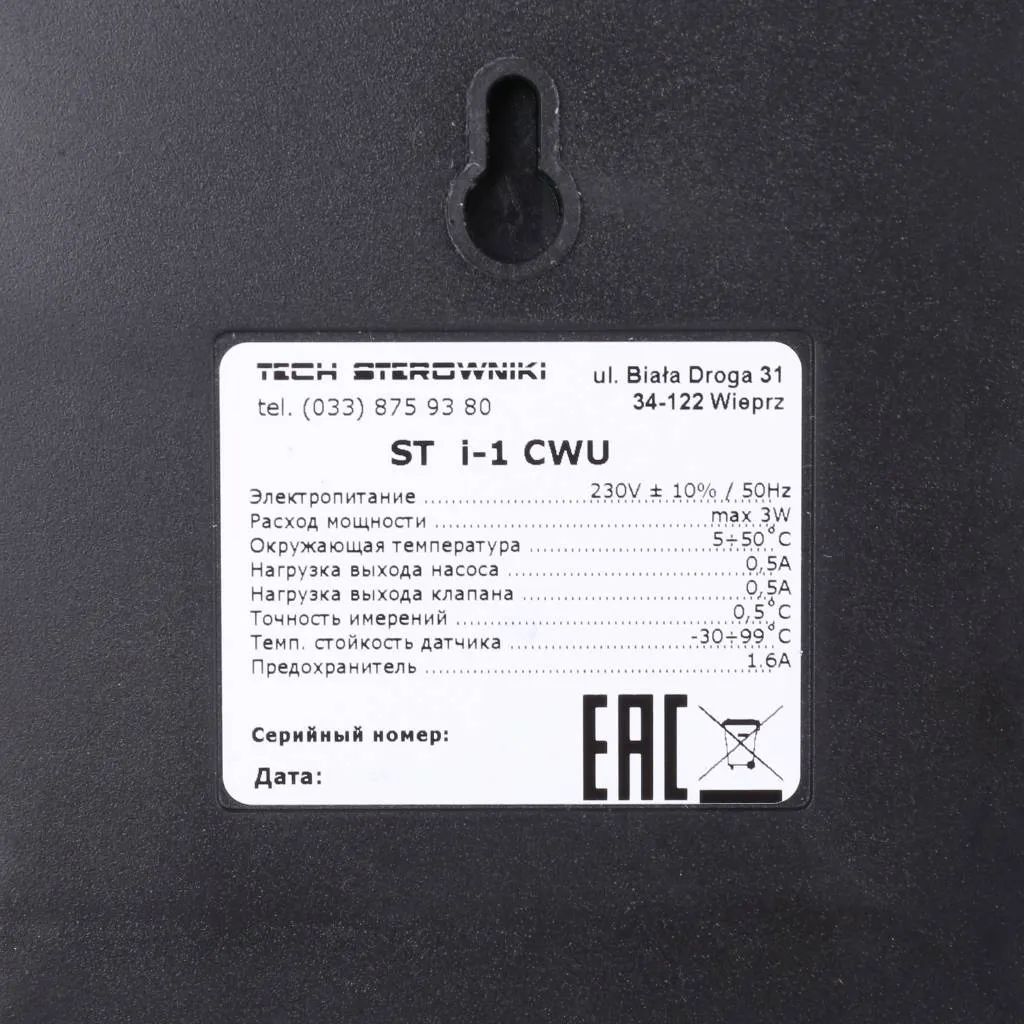 TECH STEROWNIKI
ul. Biała Droga 31
tel. (033) 875 93 80
34-122 Wieprz
ST i-1 CWU
Электропитание ........................ 230V ± 10% / 50Hz
Расход мощности ........................ max 3W
Окружающая температура ........................ 5÷50°C
Нагрузка выхода насоса ........................ 0,5A
Нагрузка выхода клапана ........................ 0,5A
Точность имерений ........................ 0,5°C
Темп. стойкость датчика ........................ -30÷99°C
Предохранитель ........................ 1.6A
Серийный номер:
Дата:
EAC